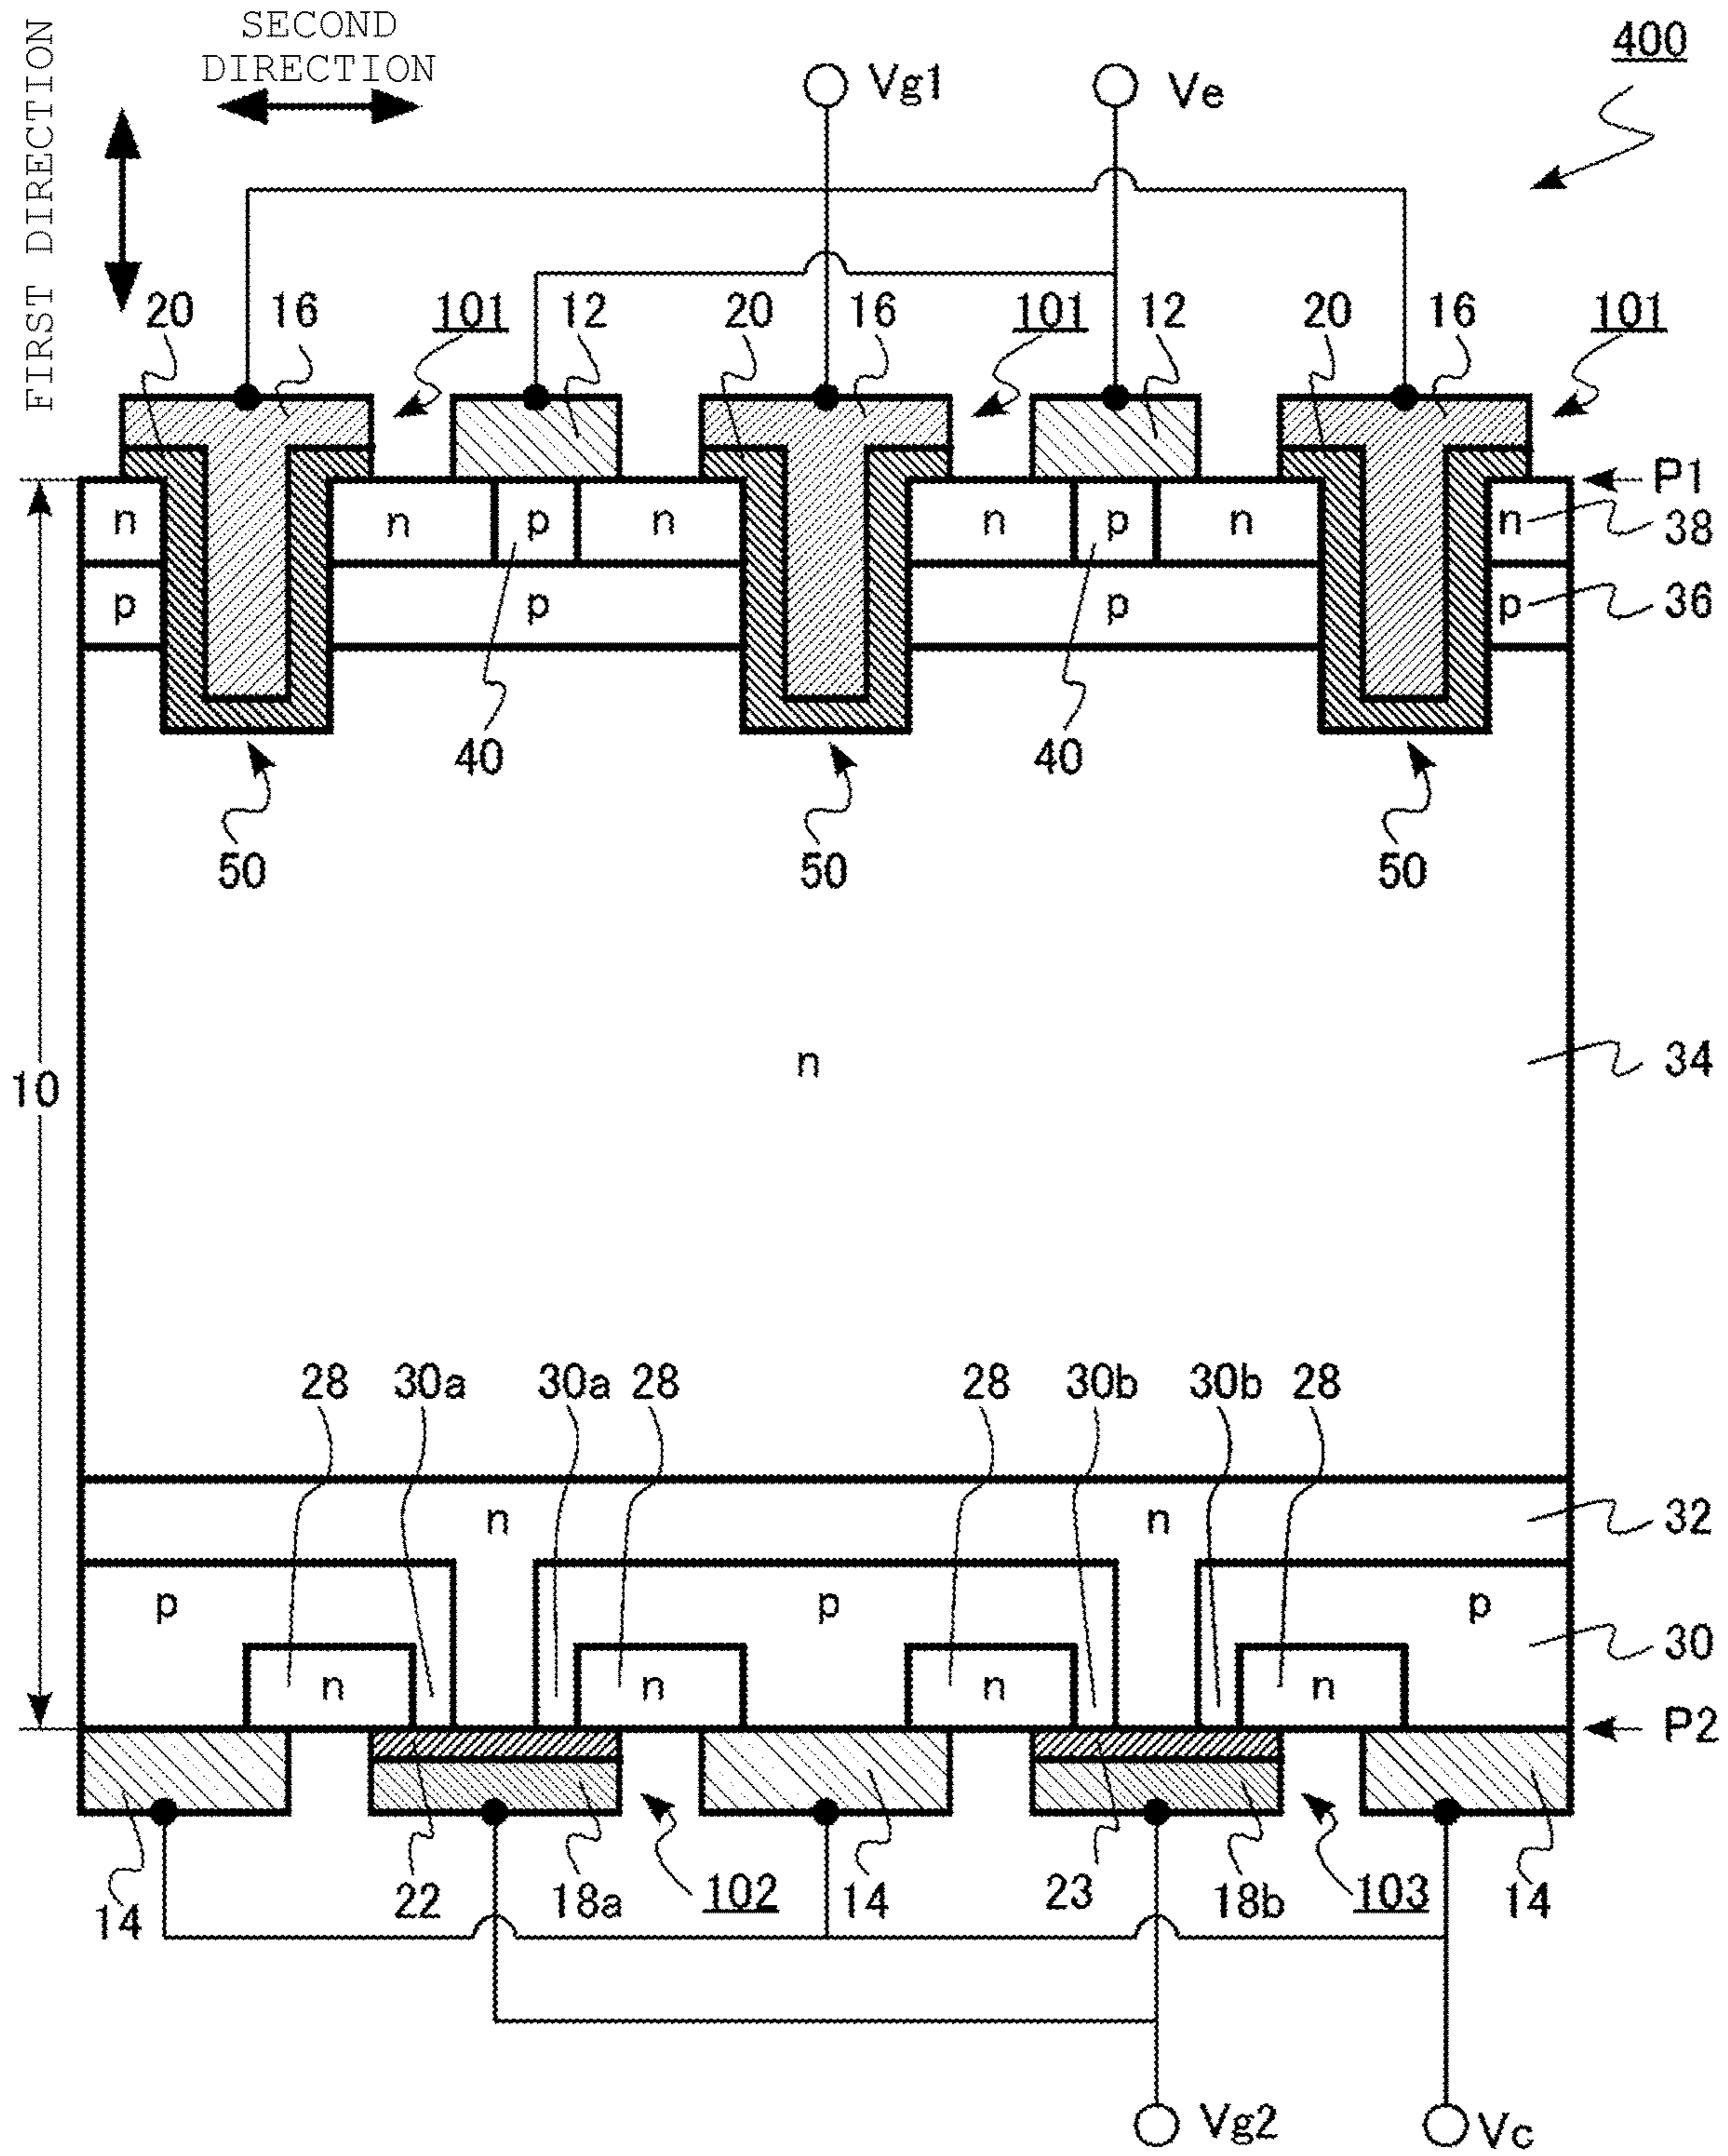 SECOND
DIRECTION
FIRST DIRECTION
Vg1 Ve 400
20 16 101 12 20 16 101 12 20 16 101
P1
n n p n n p n n 38
p p p p 36
40 40
50 50 50
n 34
10
28 30a 30a 28 28 30b 30b 28
n n 32
p p p
30
n n n n
P2
14 22 18a 102 14 23 18b 103 14
Vg2 Vc